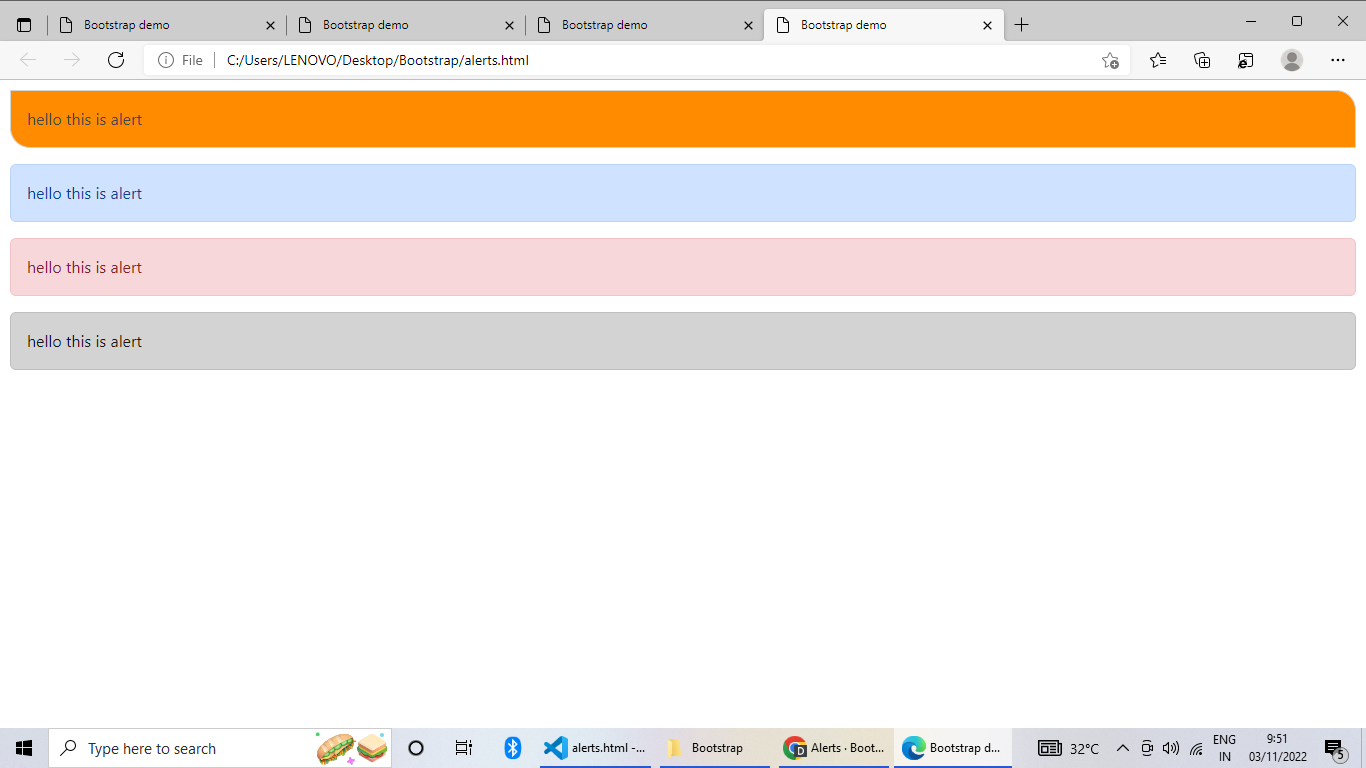 Bootstrap demo
Bootstrap demo
Bootstrap demo
Bootstrap demo
File
C:/Users/LENOVO/Desktop/Bootstrap/alerts.html
hello this is alert
hello this is alert
hello this is alert
hello this is alert
Type here to search
alerts.html -...
Bootstrap
Alerts · Boot...
Bootstrap d...
32°C
ENG
IN
9:51
03/11/2022
5